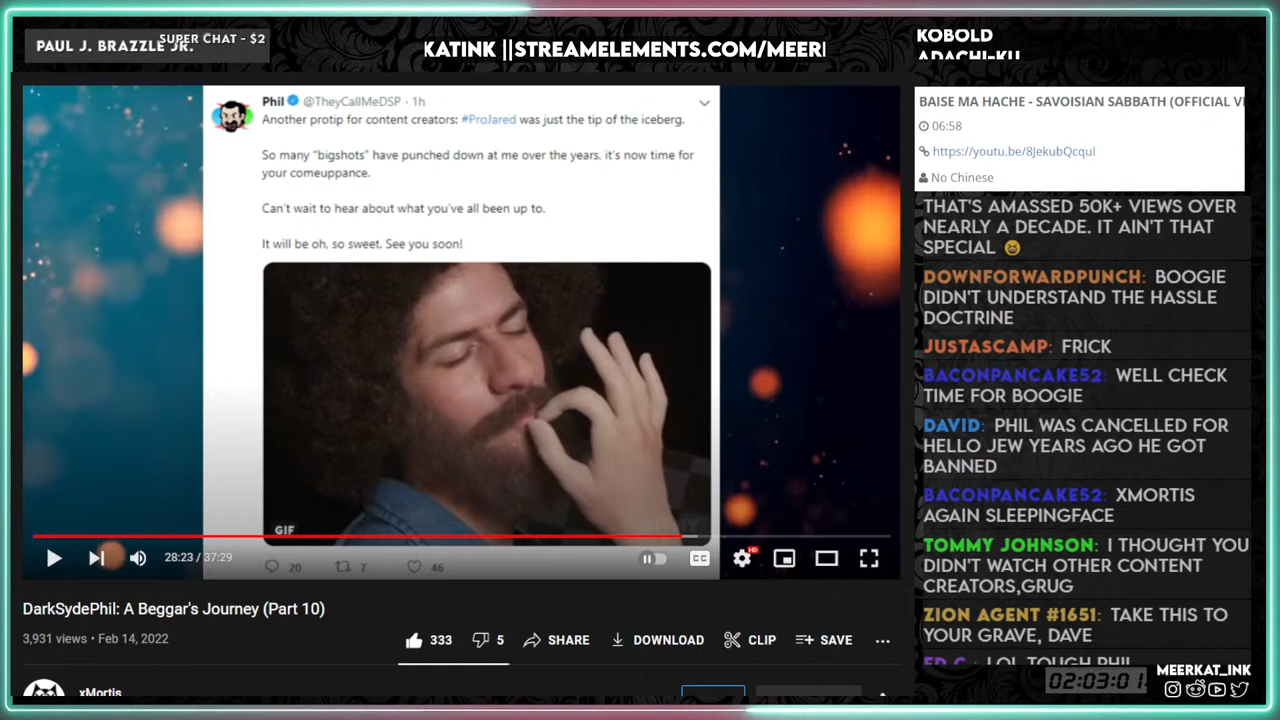 PAUL J. BRAZZLE JR.
SUPER CHAT - $2
KATINK ||STREAMELEMENTS.COM/MEERI
KOBOLD
ADACHI-KU
Phil @TheyCallMeDSP · 1h
Another protip for content creators: #ProJared was just the tip of the iceberg.
So many "bigshots" have punched down at me over the years. it's now time for
your comeuppance.
Can't wait to hear about what you've all been up to.
It will be oh, so sweet. See you soon!
GIF
20 7 46
28:23 / 37:29
CC
HD
DarkSydePhil: A Beggar's Journey (Part 10)
3,931 views • Feb 14, 2022
333 5 SHARE DOWNLOAD CLIP SAVE ...
xMortis
BAISE MA HACHE - SAVOISIAN SABBATH (OFFICIAL VI
06:58
https://youtu.be/8JekubQcquI
No Chinese
THAT'S AMASSED 50K+ VIEWS OVER
NEARLY A DECADE. IT AIN'T THAT
SPECIAL 😆
DOWNFORWARDPUNCH: BOOGIE
DIDN'T UNDERSTAND THE HASSLE
DOCTRINE
JUSTASCAMP: FRICK
BACONPANCAKE52: WELL CHECK
TIME FOR BOOGIE
DAVID: PHIL WAS CANCELLED FOR
HELLO JEW YEARS AGO HE GOT
BANNED
BACONPANCAKE52: XMORTIS
AGAIN SLEEPINGFACE
TOMMY JOHNSON: I THOUGHT YOU
DIDN'T WATCH OTHER CONTENT
CREATORS,GRUG
ZION AGENT #1651: TAKE THIS TO
YOUR GRAVE, DAVE
ED C: LOL TOUGH PHIL
MEERKAT_INK
02:03:01